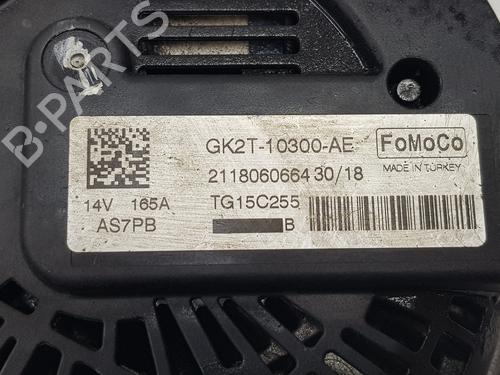 GK2T-10300-AE
FoMoCo
MADE IN TURKEY
2118060664 30/18
14V 165A
TG15C255
AS7PB
B
B-PARTS